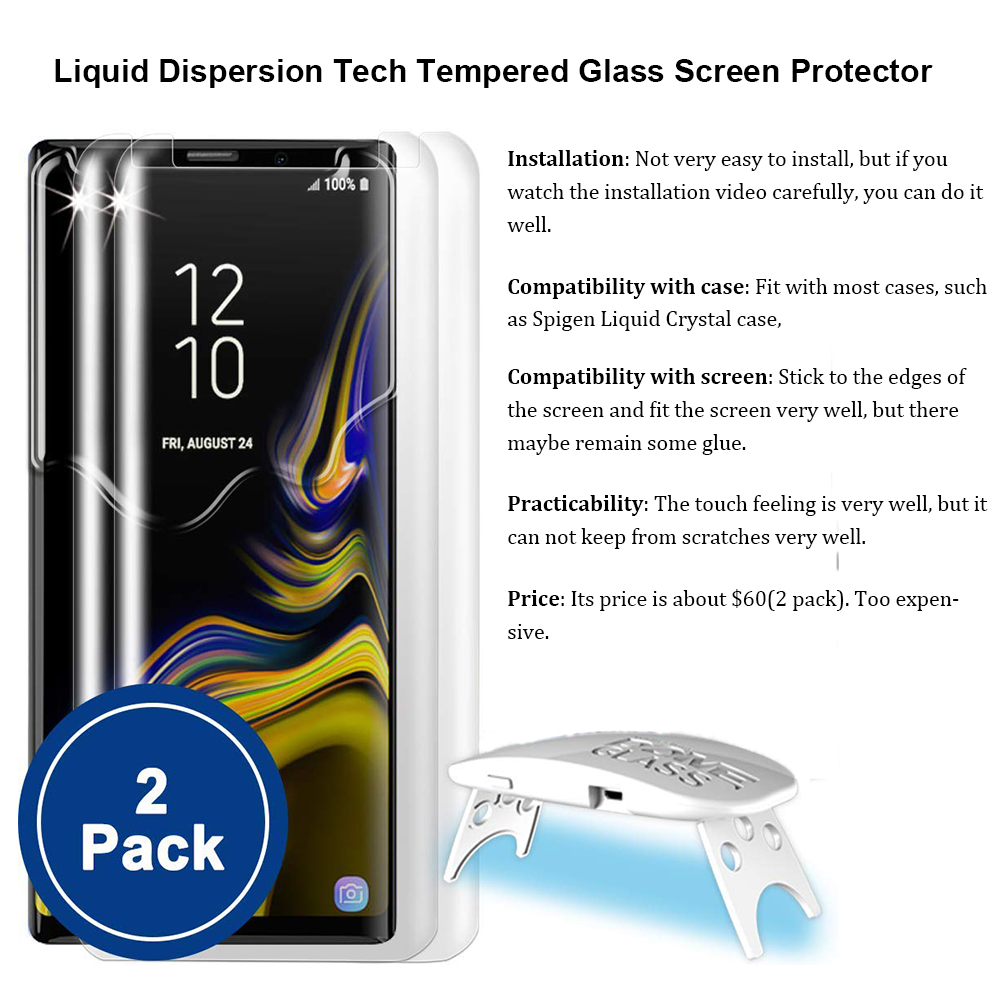 Liquid Dispersion Tech Tempered Glass Screen Protector
100%
12
10
FRI, AUGUST 24
2
Pack
Installation: Not very easy to install, but if you
watch the installation video carefully, you can do it
well.
Compatibility with case: Fit with most cases, such
as Spigen Liquid Crystal case,
Compatibility with screen: Stick to the edges of
the screen and fit the screen very well, but there
maybe remain some glue.
Practicability: The touch feeling is very well, but it
can not keep from scratches very well.
Price: Its price is about $60(2 pack). Too expen-
sive.
DOME
GLASS